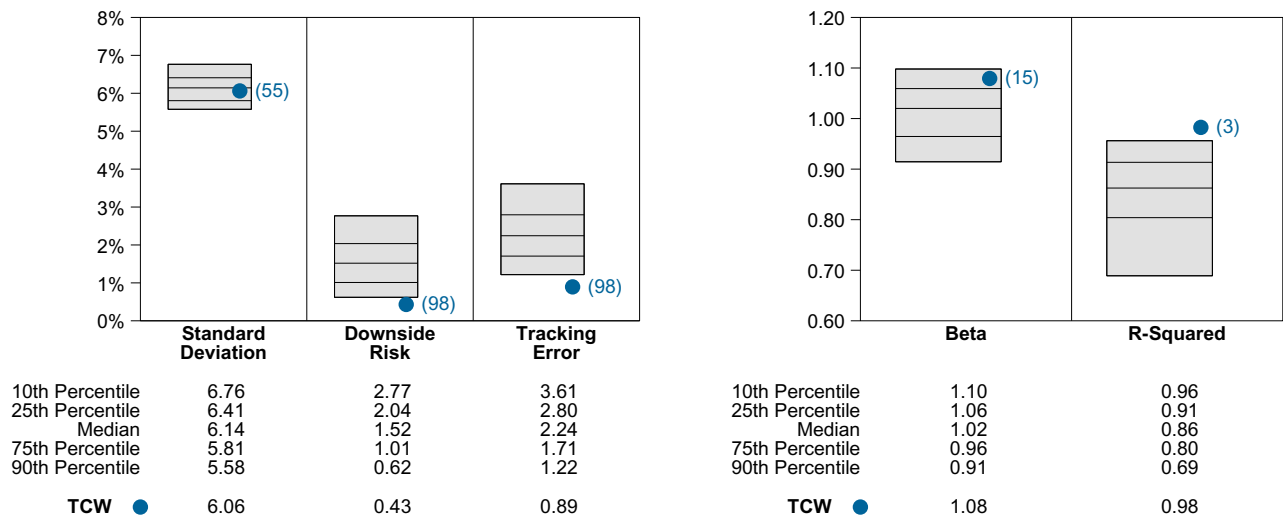 8%
7%
6%
5%
4%
3%
2%
1%
0%
(55)
(98)
(98)
Standard Deviation
Downside Risk
Tracking Error
10th Percentile 6.76 2.77 3.61
25th Percentile 6.41 2.04 2.80
Median 6.14 1.52 2.24
75th Percentile 5.81 1.01 1.71
90th Percentile 5.58 0.62 1.22
TCW 6.06 0.43 0.89
1.20
1.10
1.00
0.90
0.80
0.70
0.60
(15)
(3)
Beta R-Squared
10th Percentile 1.10 0.96
25th Percentile 1.06 0.91
Median 1.02 0.86
75th Percentile 0.96 0.80
90th Percentile 0.91 0.69
TCW 1.08 0.98